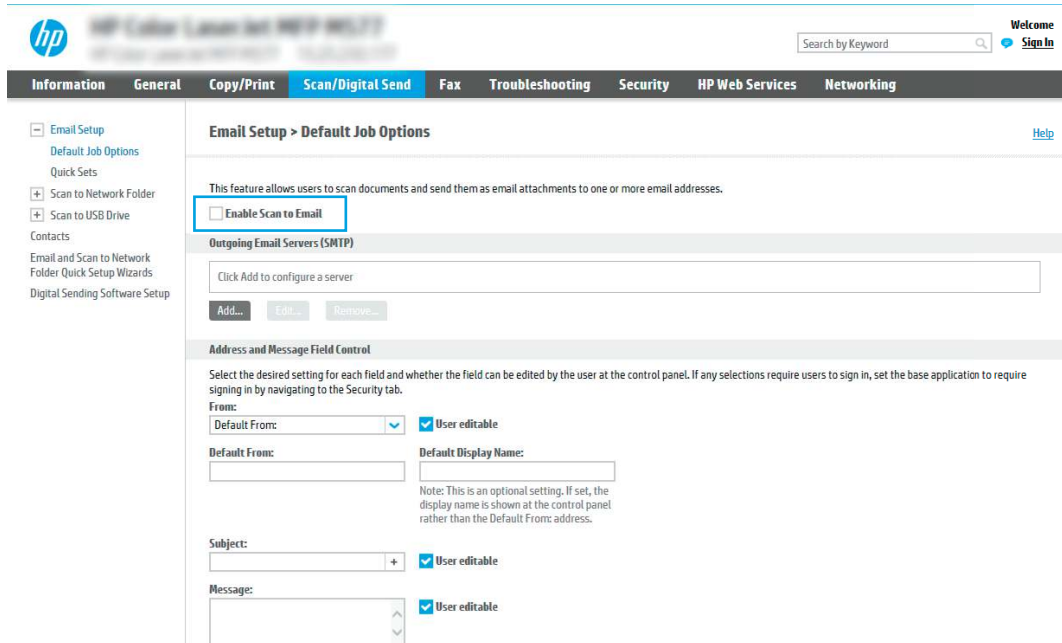 hp
Welcome
Search by Keyword
Sign In
Information General Copy/Print Scan/Digital Send Fax Troubleshooting Security HP Web Services Networking
Email Setup
Default Job Options
Quick Sets
Scan to Network Folder
Scan to USB Drive
Contacts
Email and Scan to Network
Folder Quick Setup Wizards
Digital Sending Software Setup
Email Setup > Default Job Options
Help
This feature allows users to scan documents and send them as email attachments to one or more email addresses.
Enable Scan to Email
Outgoing Email Servers (SMTP)
Click Add to configure a server
Add... Edit... Remove...
Address and Message Field Control
Select the desired setting for each field and whether the field can be edited by the user at the control panel. If any selections require users to sign in, set the base application to require
signing in by navigating to the Security tab.
From:
Default From: User editable
Default From: Default Display Name:
Note: This is an optional setting. If set, the
display name is shown at the control panel
rather than the Default From: address.
Subject:
+ User editable
Message:
User editable